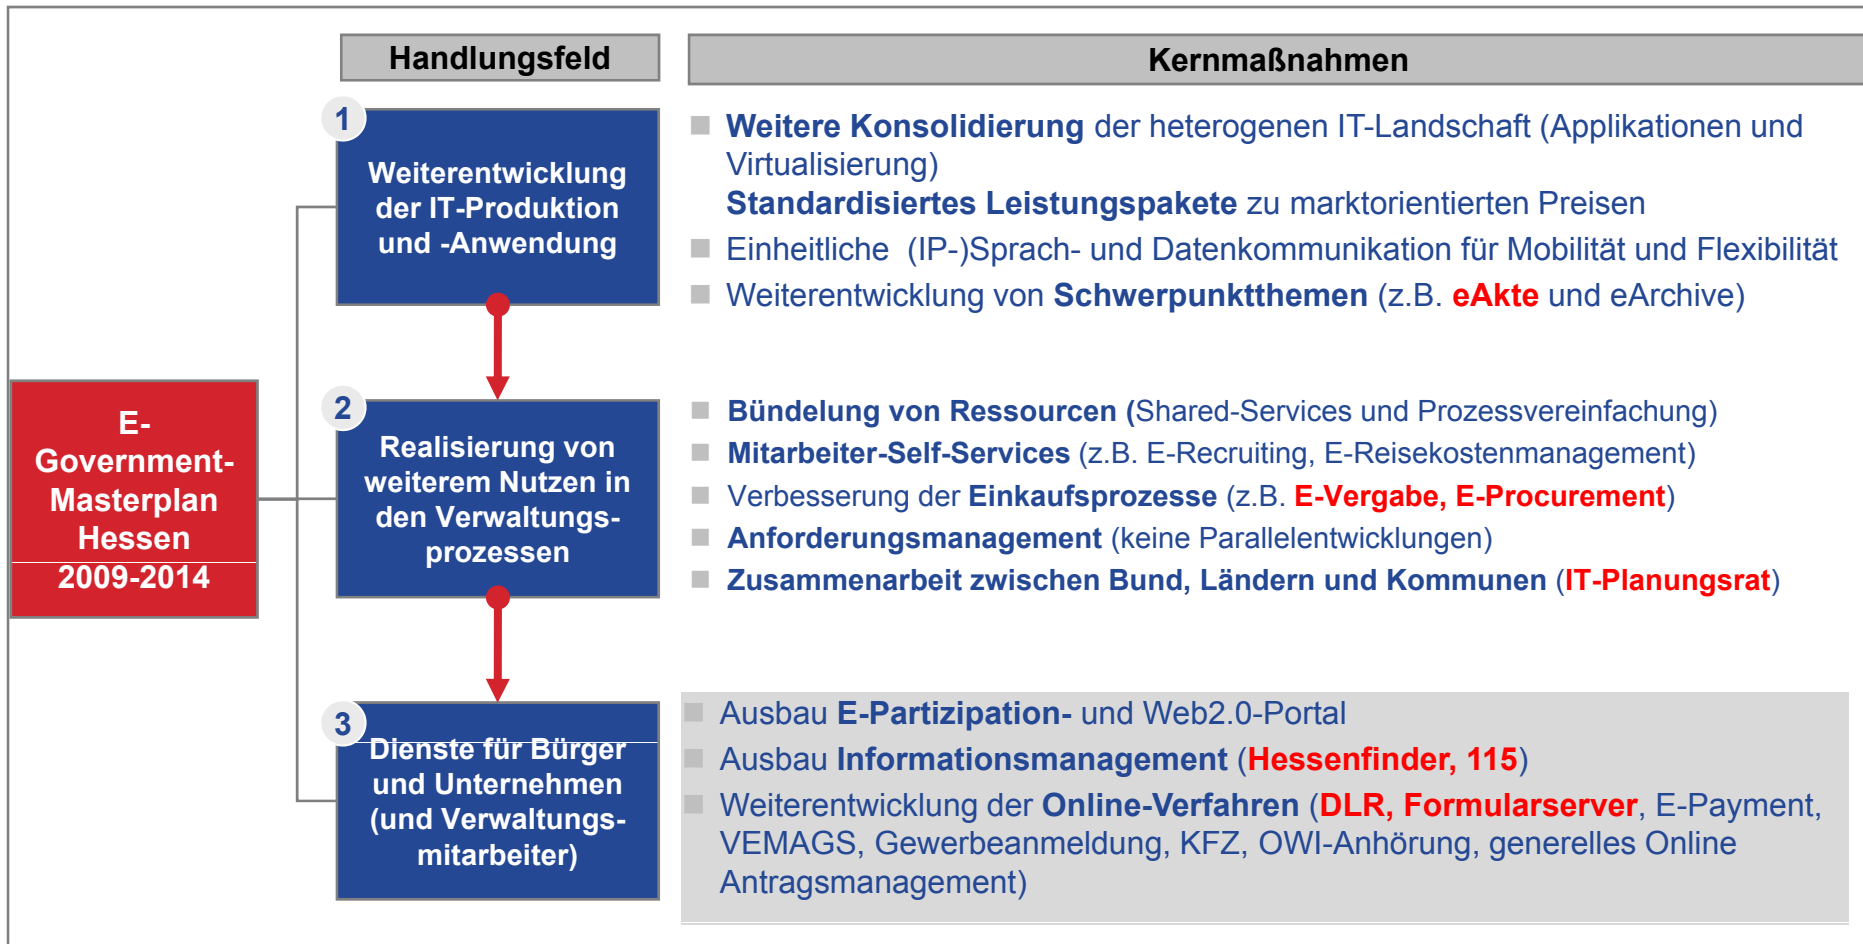 Handlungsfeld
Kernmaßnahmen
E-
Government-
Masterplan
Hessen
2009-2014
1
Weiterentwicklung
der IT-Produktion
und -Anwendung
Weitere Konsolidierung der heterogenen IT-Landschaft (Applikationen und
Virtualisierung)
Standardisiertes Leistungspakete zu marktorientierten Preisen
Einheitliche (IP-)Sprach- und Datenkommunikation für Mobilität und Flexibilität
Weiterentwicklung von Schwerpunktthemen (z.B. eAkte und eArchive)
2
Realisierung von
weiterem Nutzen in
den Verwaltungs-
prozessen
Bündelung von Ressourcen (Shared-Services und Prozessvereinfachung)
Mitarbeiter-Self-Services (z.B. E-Recruiting, E-Reisekostenmanagement)
Verbesserung der Einkaufsprozesse (z.B. E-Vergabe, E-Procurement)
Anforderungsmanagement (keine Parallelentwicklungen)
Zusammenarbeit zwischen Bund, Ländern und Kommunen (IT-Planungsrat)
3
Dienste für Bürger
und Unternehmen
(und Verwaltungs-
mitarbeiter)
Ausbau E-Partizipation- und Web2.0-Portal
Ausbau Informationsmanagement (Hessenfinder, 115)
Weiterentwicklung der Online-Verfahren (DLR, Formularserver, E-Payment,
VEMAGS, Gewerbeanmeldung, KFZ, OWI-Anhörung, generelles Online
Antragsmanagement)